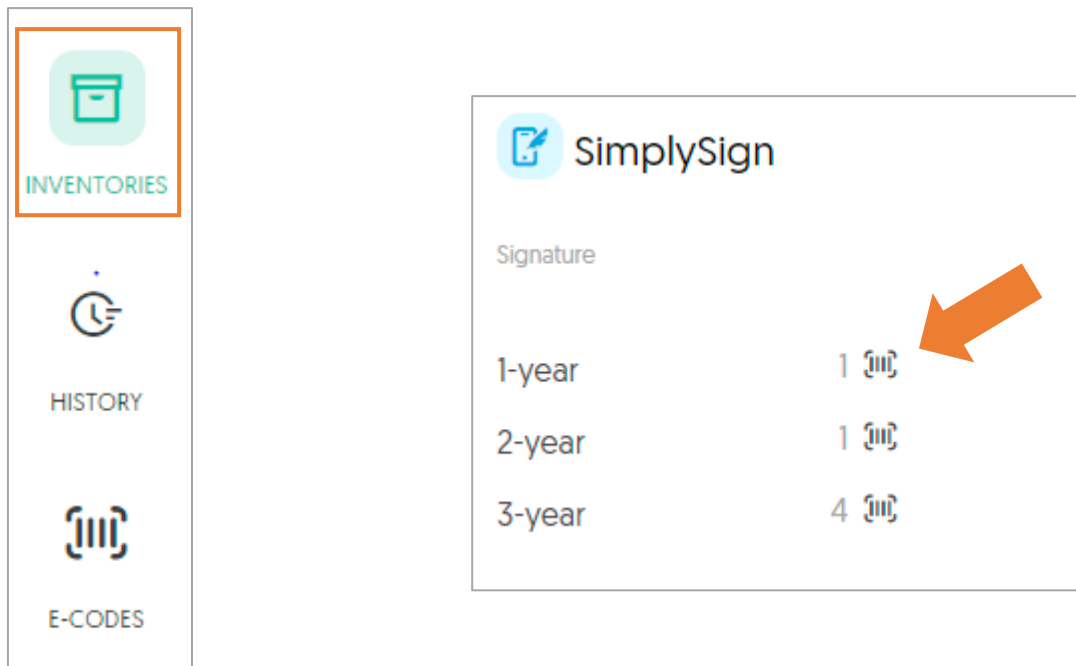 INVENTORIES
HISTORY
E-CODES
SimplySign
Signature
1-year 1
2-year 1
3-year 4